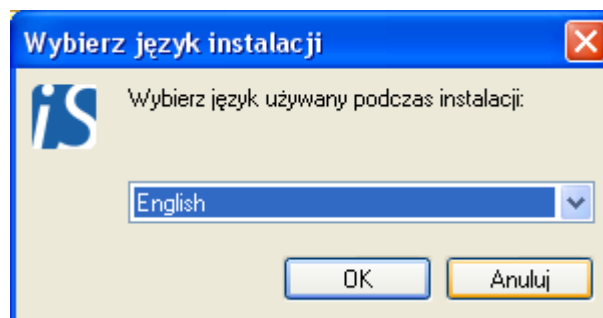 Wybierz język instalacji
iS
Wybierz język używany podczas instalacji:
English
OK
Anuluj